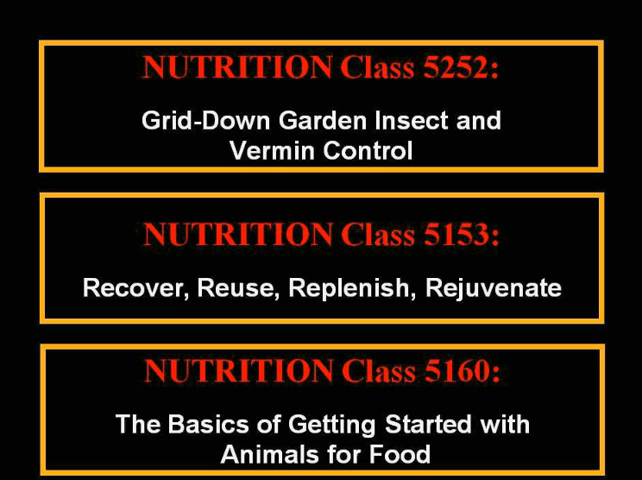 NUTRITION Class 5252:
Grid-Down Garden Insect and
Vermin Control
NUTRITION Class 5153:
Recover, Reuse, Replenish, Rejuvenate
NUTRITION Class 5160:
The Basics of Getting Started with
Animals for Food